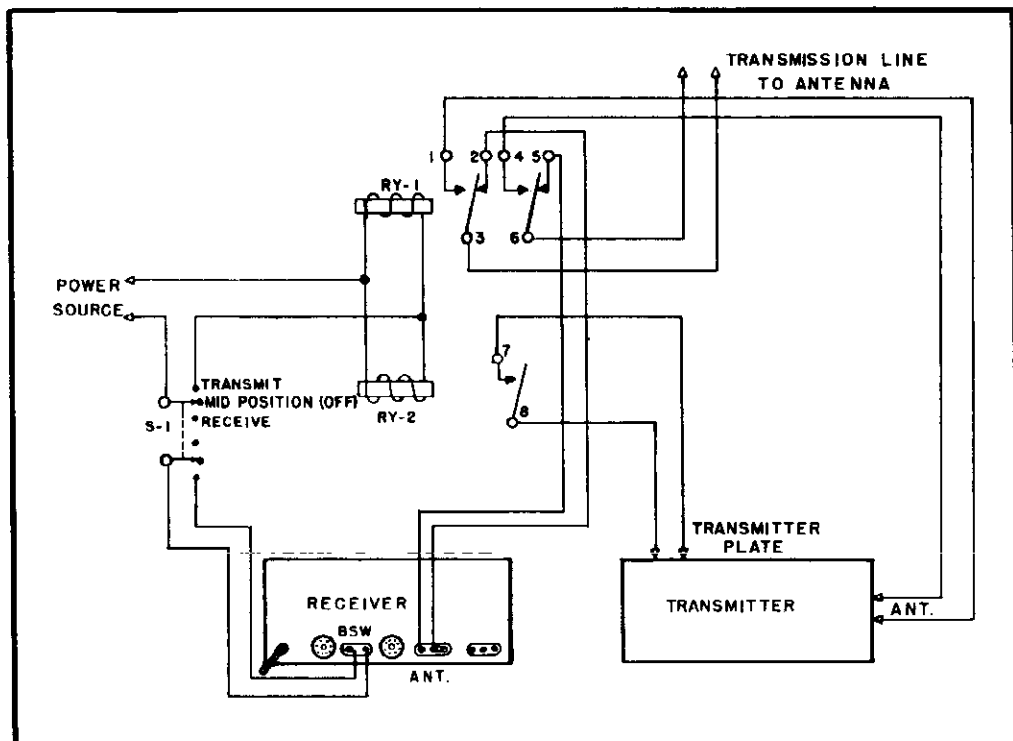 TRANSMISSION LINE
TO ANTENNA
1
2
4
5
RY-1
3
6
POWER
SOURCE
7
TRANSMIT
MID POSITION (OFF)
RECEIVE
S-1
RY-2
8
TRANSMITTER
PLATE
RECEIVER
BSW
ANT.
TRANSMITTER
ANT.